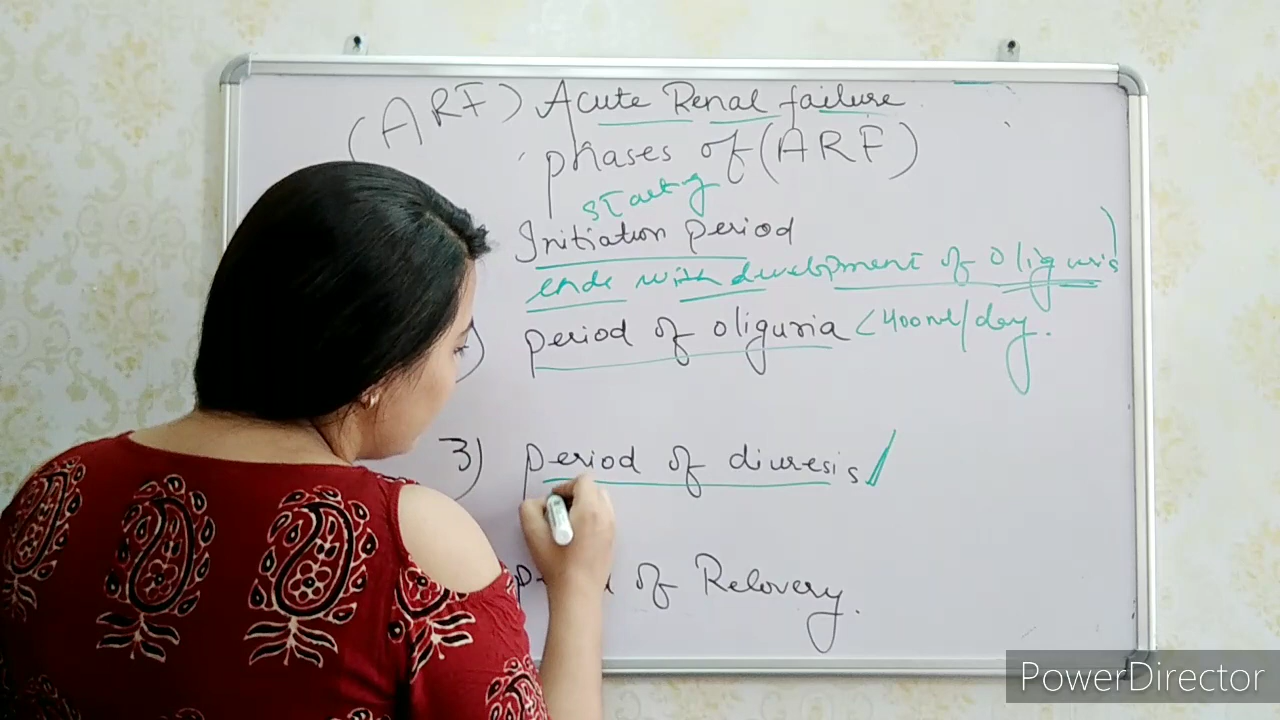 (ARF) Acute Renal failure
phases of (ARF)
Starting
Initiation period
ends with development of Oliguris
) period of oliguria < 400ml/day.
3) period of diuresis
of Relovery.
PowerDirector